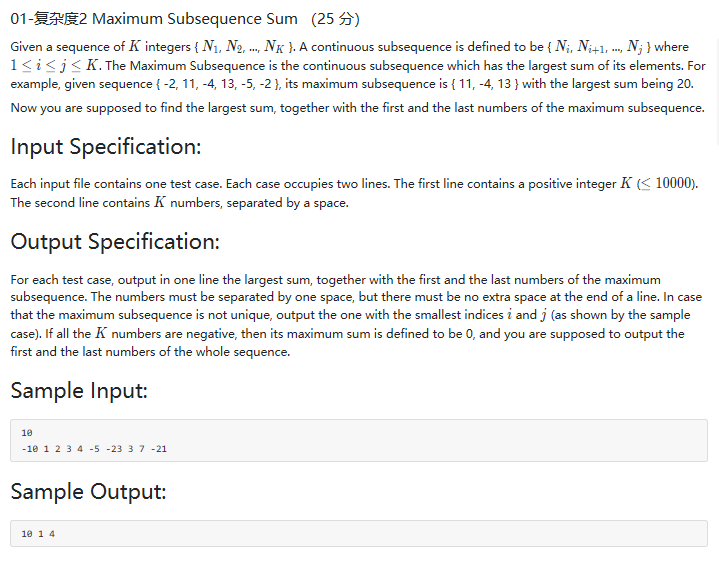 01-复杂度2 Maximum Subsequence Sum （25 分）
Given a sequence of K integers { N1, N2, ..., NK }. A continuous subsequence is defined to be { Ni, Ni+1, ..., Nj } where
1 ≤ i ≤ j ≤ K. The Maximum Subsequence is the continuous subsequence which has the largest sum of its elements. For
example, given sequence { -2, 11, -4, 13, -5, -2 }, its maximum subsequence is { 11, -4, 13 } with the largest sum being 20.
Now you are supposed to find the largest sum, together with the first and the last numbers of the maximum subsequence.
Input Specification:
Each input file contains one test case. Each case occupies two lines. The first line contains a positive integer K (≤ 10000).
The second line contains K numbers, separated by a space.
Output Specification:
For each test case, output in one line the largest sum, together with the first and the last numbers of the maximum
subsequence. The numbers must be separated by one space, but there must be no extra space at the end of a line. In case
that the maximum subsequence is not unique, output the one with the smallest indices i and j (as shown by the sample
case). If all the K numbers are negative, then its maximum sum is defined to be 0, and you are supposed to output the
first and the last numbers of the whole sequence.
Sample Input:
10
-10 1 2 3 4 -5 -23 3 7 -21
Sample Output:
10 1 4